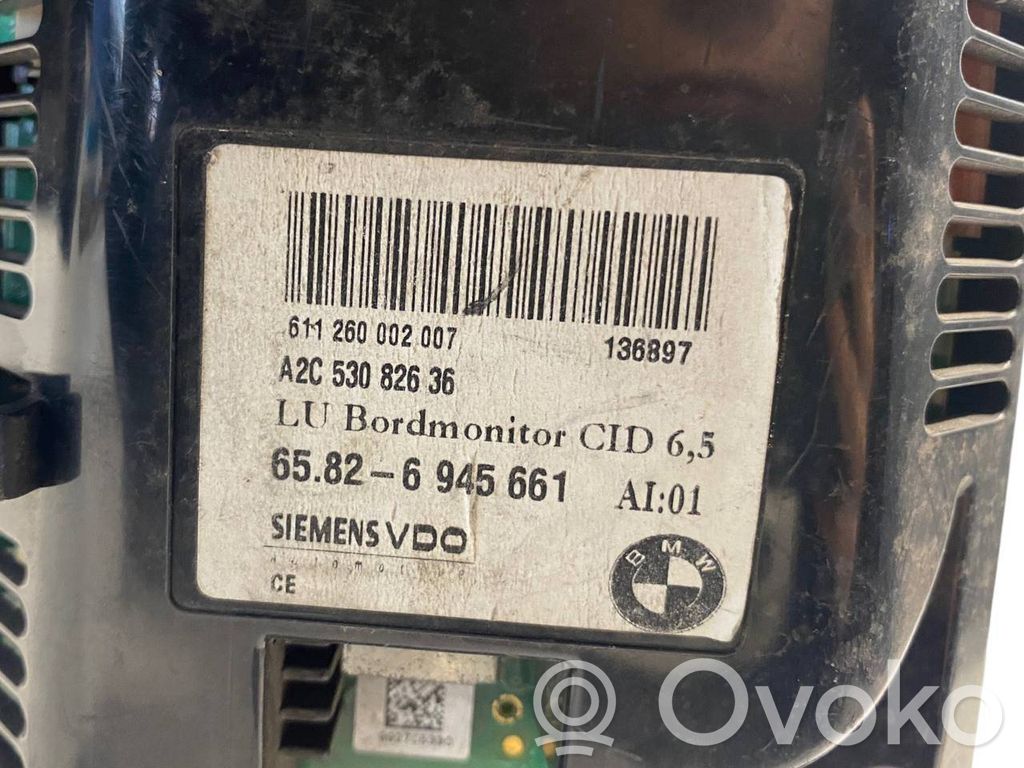 611 260 002 007 136897
A2C 530 826 36
LU Bordmonitor CID 6,5
65.82-6 945 661 AI:01
SIEMENS VDO
automotive
CE
BMW
Ovoko